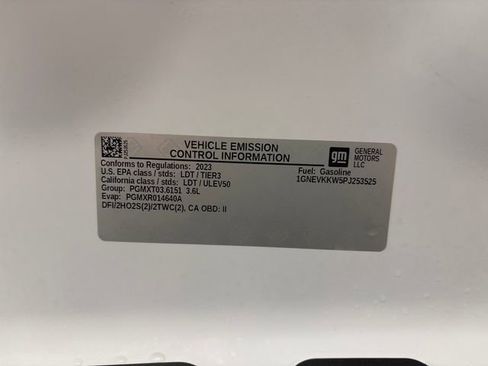 VEHICLE EMISSION
CONTROL INFORMATION
gm
GENERAL
MOTORS
LLC
Conforms to Regulations: 2023
Fuel: Gasoline
U.S. EPA class / stds: LDT / TIER3
1GNEVKKW5PJ253525
California class / stds: LDT / ULEV50
Group: PGMXT03.6151 3.6L
Evap: PGMXR014640A
DFI/2HO2S(2)/2TWC(2), CA OBD: II